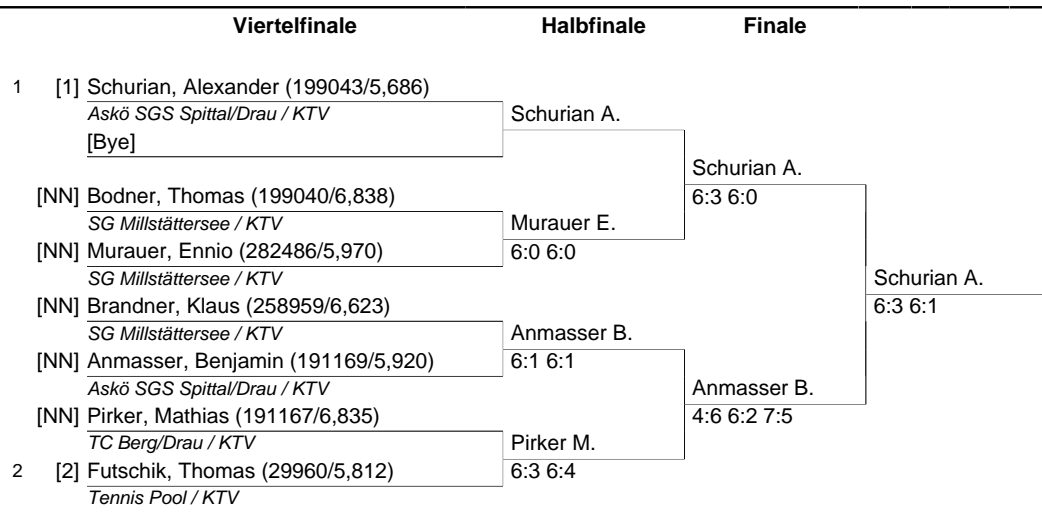 Viertelfinale Halbfinale Finale
1 [1] Schurian, Alexander (199043/5,686)
Askö SGS Spittal/Drau / KTV Schurian A.
[Bye]
Schurian A.
[NN] Bodner, Thomas (199040/6,838) 6:3 6:0
SG Millstättersee / KTV Murauer E.
[NN] Murauer, Ennio (282486/5,970) 6:0 6:0
SG Millstättersee / KTV Schurian A.
[NN] Brandner, Klaus (258959/6,623) 6:3 6:1
SG Millstättersee / KTV Anmasser B.
[NN] Anmasser, Benjamin (191169/5,920) 6:1 6:1
Askö SGS Spittal/Drau / KTV Anmasser B.
[NN] Pirker, Mathias (191167/6,835) 4:6 6:2 7:5
TC Berg/Drau / KTV Pirker M.
2 [2] Futschik, Thomas (29960/5,812) 6:3 6:4
Tennis Pool / KTV